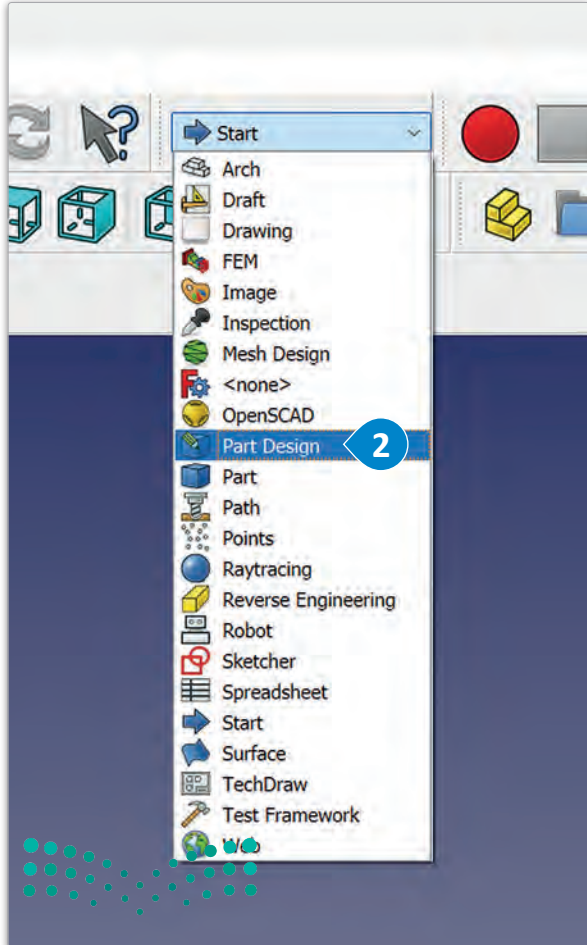 Start
Arch
Draft
Drawing
FEM
Image
Inspection
Mesh Design
<none>
OpenSCAD
Part Design 2
Part
Path
Points
Raytracing
Reverse Engineering
Robot
Sketcher
Spreadsheet
Start
Surface
TechDraw
Test Framework
Web